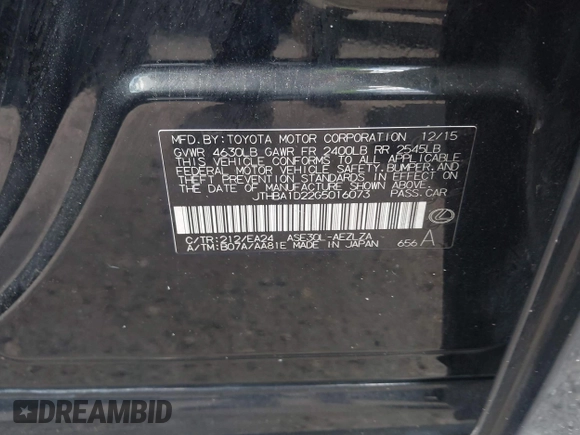 MFD.BY:TOYOTA MOTOR CORPORATION 12/15
GVWR 4630LB GAWR FR 2400LB RR 2545LB
THIS VEHICLE CONFORMS TO ALL APPLICABLE
FEDERAL MOTOR VEHICLE SAFETY,BUMPER,AND
THEFT PREVENTION STANDARDS IN EFFECT ON
THE DATE OF MANUFACTURE SHOWN ABOVE.
JTHBA1D22G5016073 PASS.CAR
C/TR:212/EA24 ASE30L-AEZLZA
A/TM:B07A/AA81E MADE IN JAPAN 656 A
DREAMBID